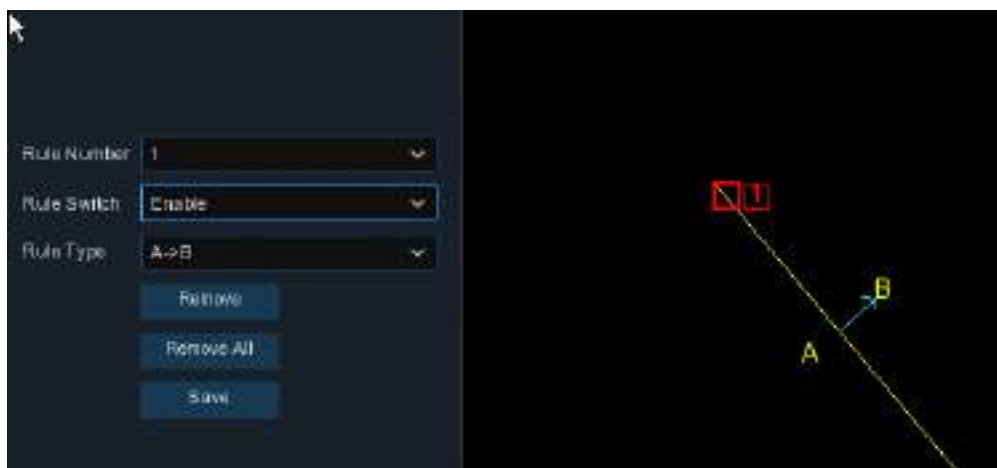 Rule Number 1
Rule Switch Enable
Rule Type A->B
Remove
Remove All
Save
1
B
A